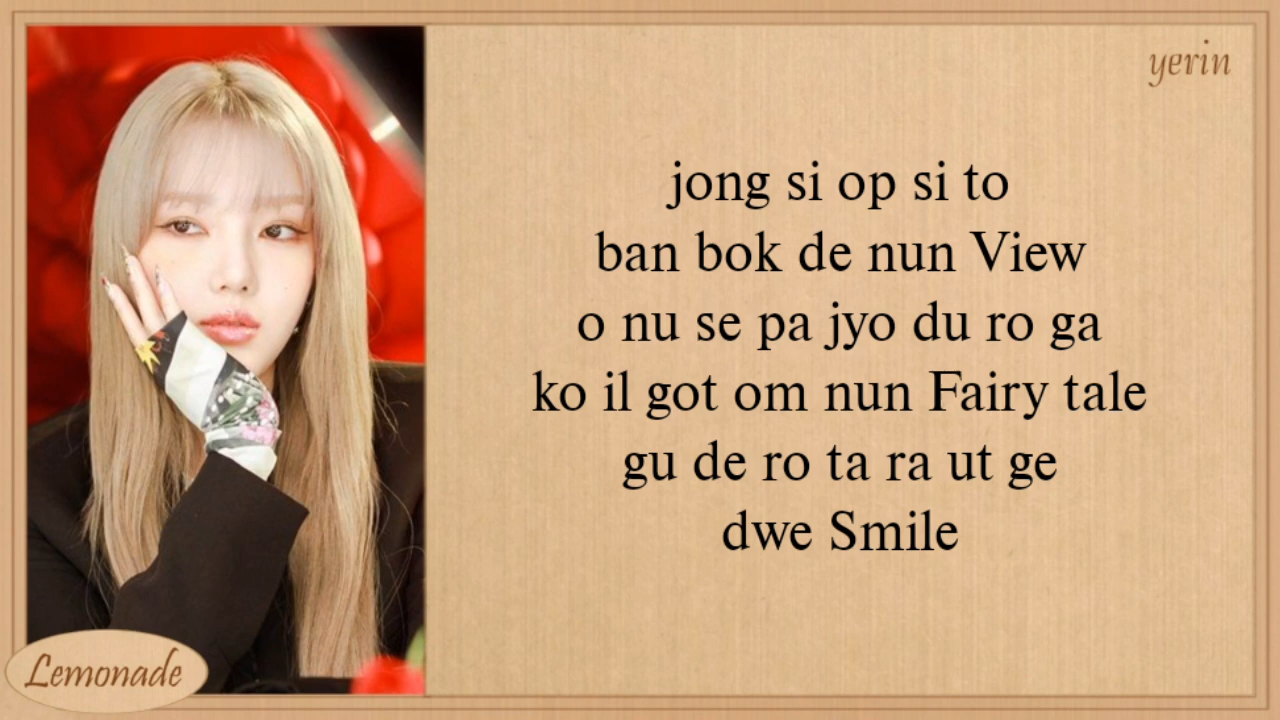 yerin
jong si op si to
ban bok de nun View
o nu se pa jyo du ro ga
ko il got om nun Fairy tale
gu de ro ta ra ut ge
dwe Smile
Lemonade